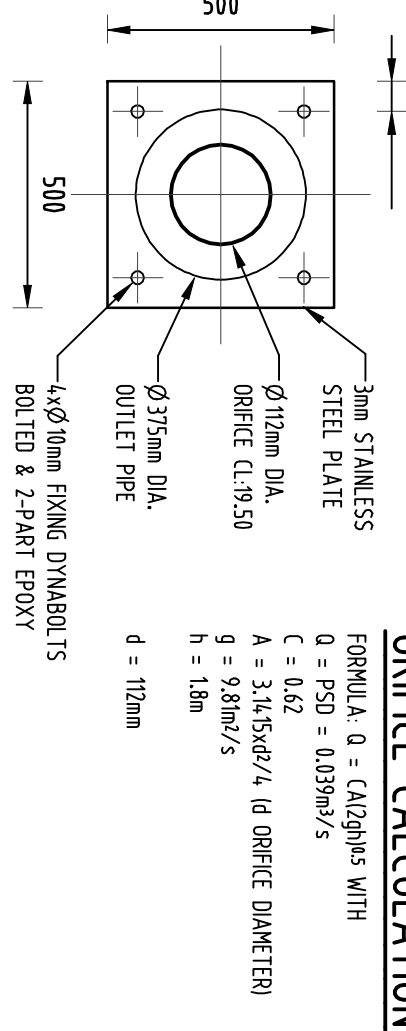 500
500
3mm STAINLESS
STEEL PLATE
Ø112mm DIA.
ORIFICE CL:19.50
Ø375mm DIA.
OUTLET PIPE
4xØ10mm FIXING DYNABOLTS
BOLTED & 2-PART EPOXY
ORIFICE CALCULATION
FORMULA: Q = CA(2gh)⁰·⁵ WITH
Q = PSD = 0.039m³/s
C = 0.62
A = 3.1415xd²/4 (d ORIFICE DIAMETER)
g = 9.81m²/s
h = 1.8m
d = 112mm